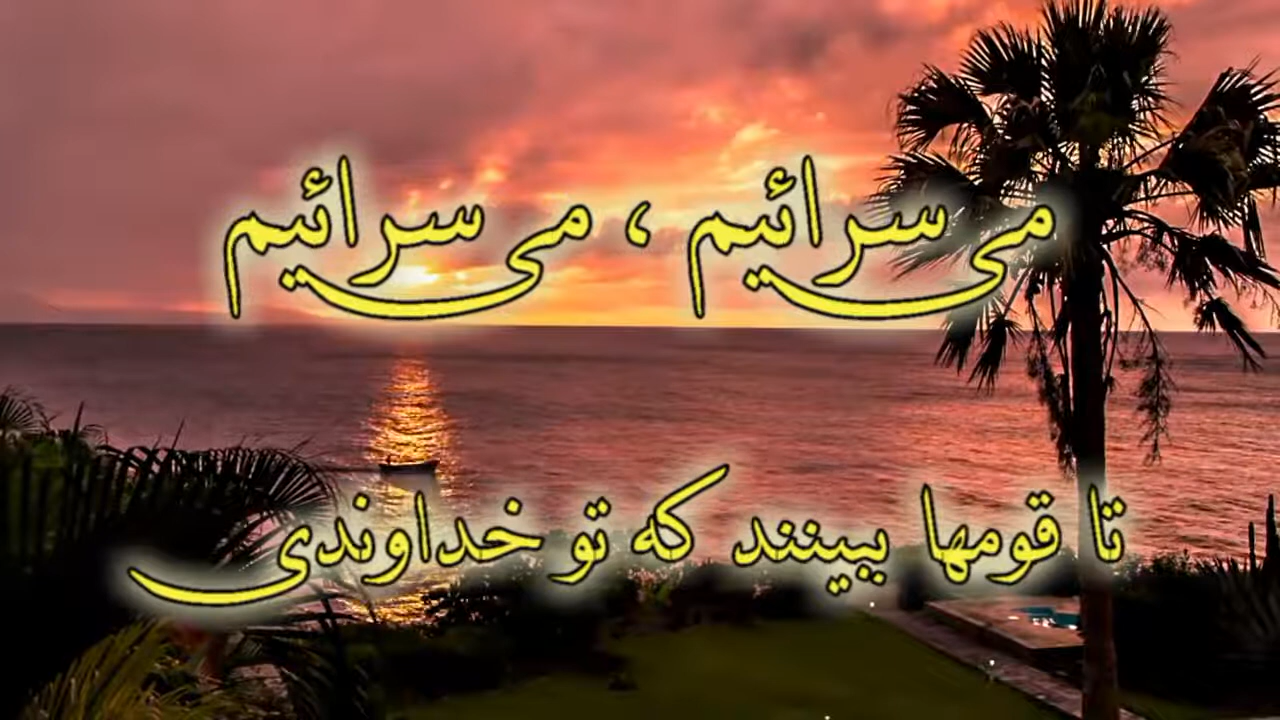 می سرائیم ، می سرائیم
تا قومها ببینند که تو خداوندی